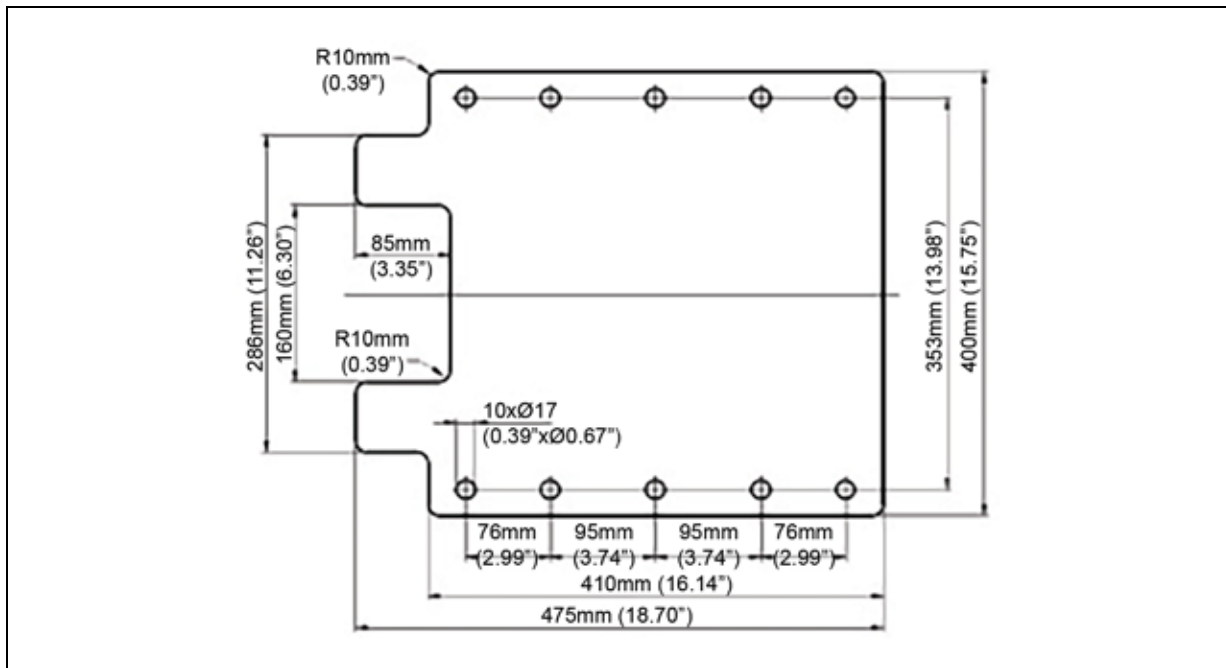 R10mm
(0.39”)
286mm (11.26”)
160mm (6.30”)
85mm
(3.35”)
R10mm
(0.39”)
10xØ17
(0.39”xØ0.67”)
353mm (13.98”)
400mm (15.75”)
76mm
(2.99”)
95mm
(3.74”)
95mm
(3.74”)
76mm
(2.99”)
410mm (16.14”)
475mm (18.70”)